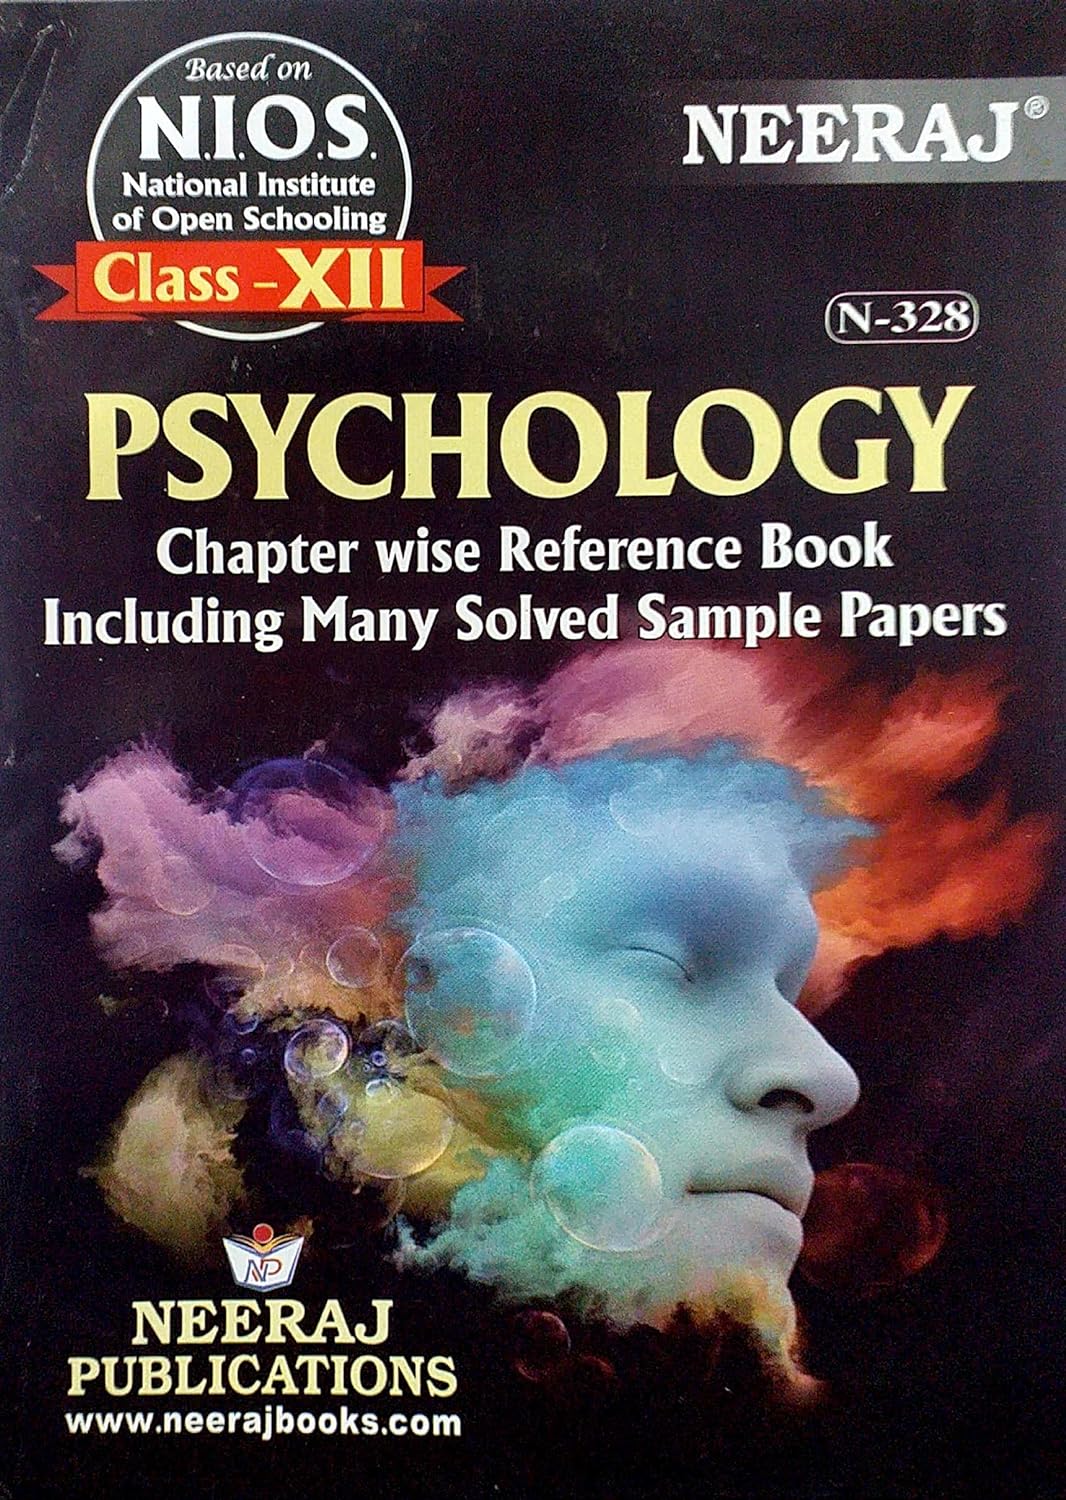 Based on
N.I.O.S.
National Institute
of Open Schooling
Class -XII
NEERAJ®
N-328
PSYCHOLOGY
Chapter wise Reference Book
Including Many Solved Sample Papers
NP
NEERAJ
PUBLICATIONS
www.neerajbooks.com